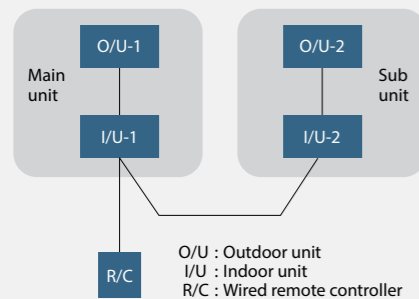 O/U-1
O/U-2
Main
unit
Sub
unit
I/U-1
I/U-2
R/C
O/U : Outdoor unit
I/U : Indoor unit
R/C : Wired remote controller